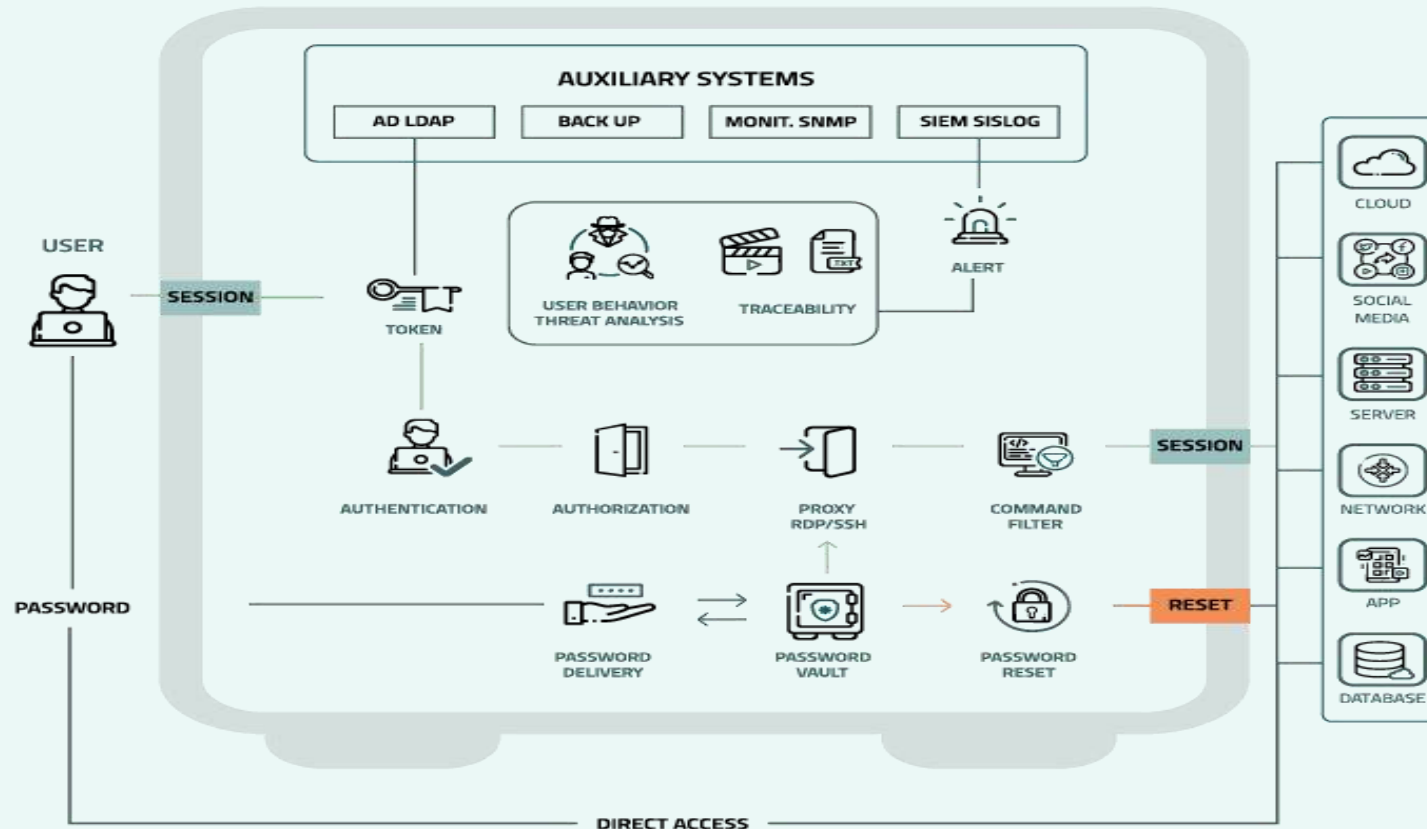 AUXILIARY SYSTEMS
AD LDAP
BACK UP
MONIT. SNMP
SIEM SISLOG
CLOUD
USER
SESSION
TOKEN
USER BEHAVIOR
THREAT ANALYSIS
TRACEABILITY
TXT
ALERT
SOCIAL
MEDIA
SERVER
AUTHENTICATION
AUTHORIZATION
PROXY
RDP/SSH
COMMAND
FILTER
SESSION
NETWORK
PASSWORD
PASSWORD
DELIVERY
PASSWORD
VAULT
PASSWORD
RESET
RESET
APP
DATABASE
DIRECT ACCESS